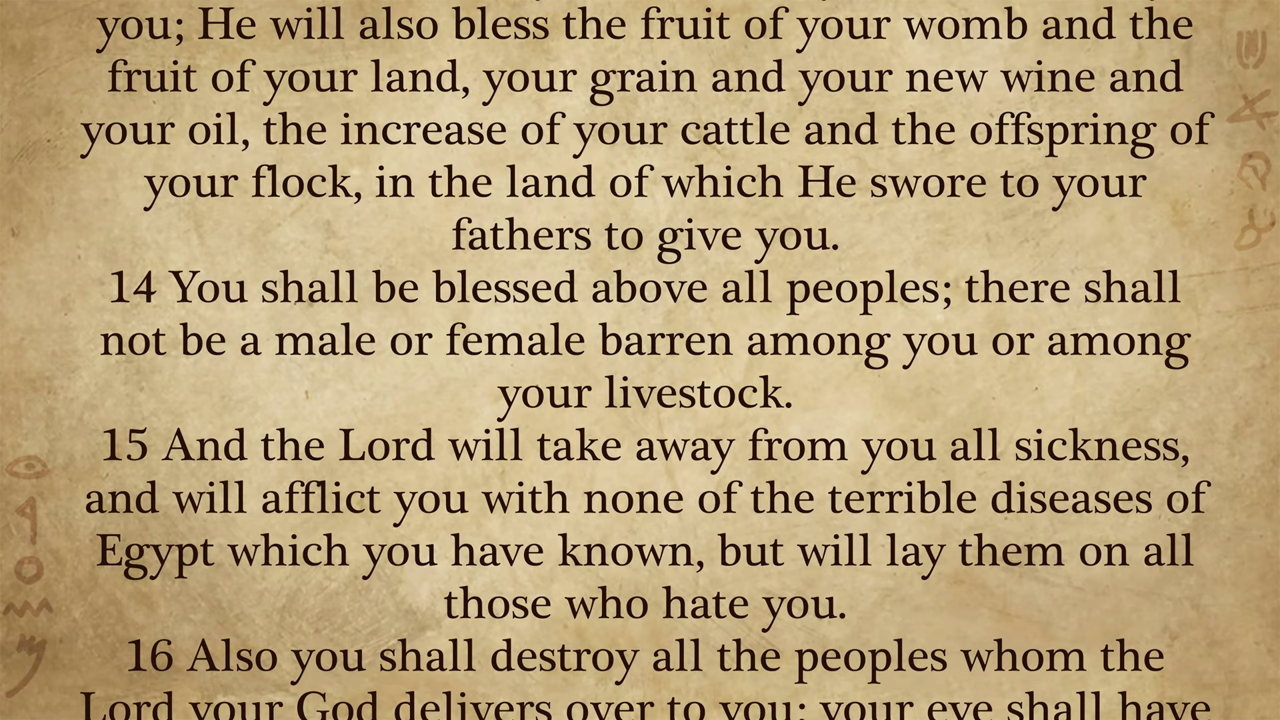 you; He will also bless the fruit of your womb and the
fruit of your land, your grain and your new wine and
your oil, the increase of your cattle and the offspring of
your flock, in the land of which He swore to your
fathers to give you.
14 You shall be blessed above all peoples; there shall
not be a male or female barren among you or among
your livestock.
15 And the Lord will take away from you all sickness,
and will afflict you with none of the terrible diseases of
Egypt which you have known, but will lay them on all
those who hate you.
16 Also you shall destroy all the peoples whom the
Lord your God delivers over to you; your eye shall have